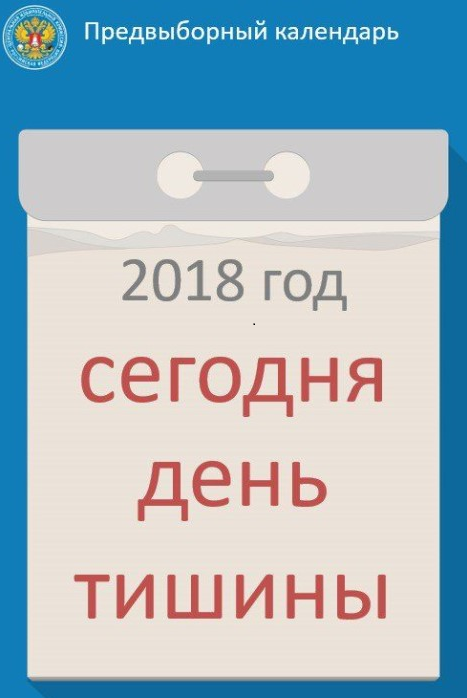 Предвыборный календарь
2018 год
сегодня
день
тишины